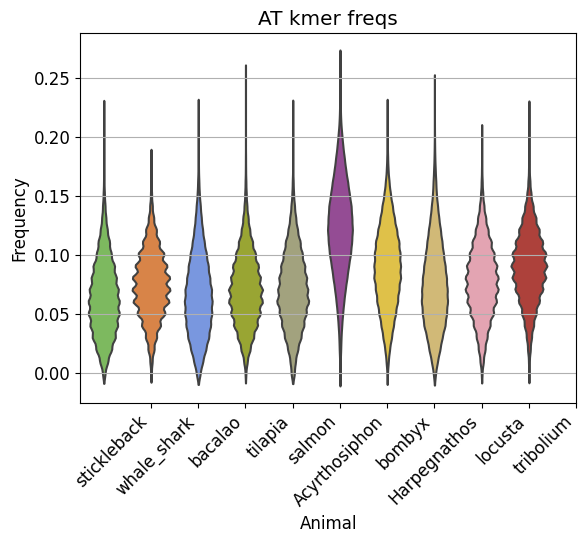 AT kmer freqs
Frequency
0.25
0.20
0.15
0.10
0.05
0.00
stickleback
whale_shark
bacalao
tilapia
salmon
Acyrthosiphon
bombyx
Harpegnathos
locusta
tribolium
Animal